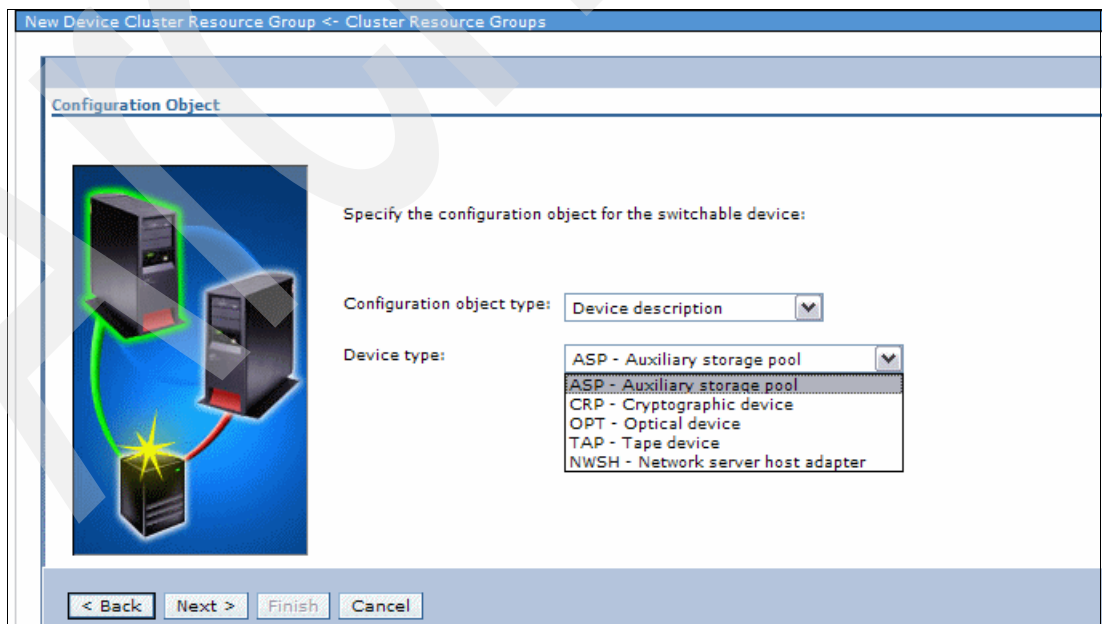 New Device Cluster Resource Group <- Cluster Resource Groups
Configuration Object
Specify the configuration object for the switchable device:
Configuration object type: Device description
Device type: ASP - Auxiliary storage pool
ASP - Auxiliary storage pool
CRP - Cryptographic device
OPT - Optical device
TAP - Tape device
NWSH - Network server host adapter
< Back Next > Finish Cancel